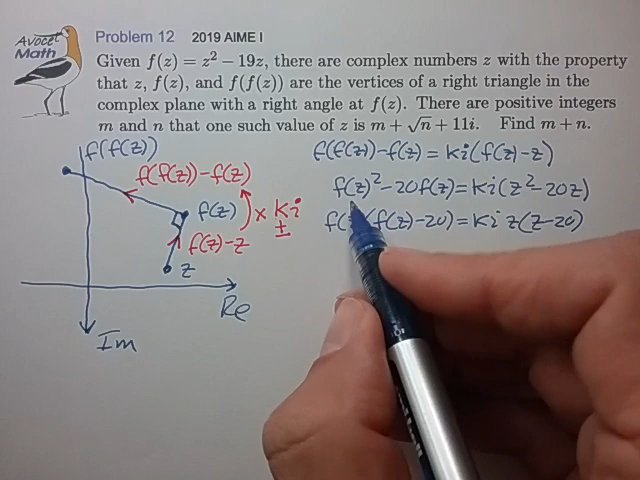 Avocet
Math
Problem 12 2019 AIME I
Given f(z) = z² − 19z, there are complex numbers z with the property
that z, f(z), and f(f(z)) are the vertices of a right triangle in the
complex plane with a right angle at f(z). There are positive integers
m and n that one such value of z is m + √n + 11i. Find m + n.
f(f(z))
f(f(z))-f(z)
f(z)
× ki
±
f(z)-z
z
Re
Im
f(f(z))-f(z)=ki(f(z)-z)
f(z)²-20f(z)=ki(z²-20z)
(f(z)-20)=ki z(z-20)